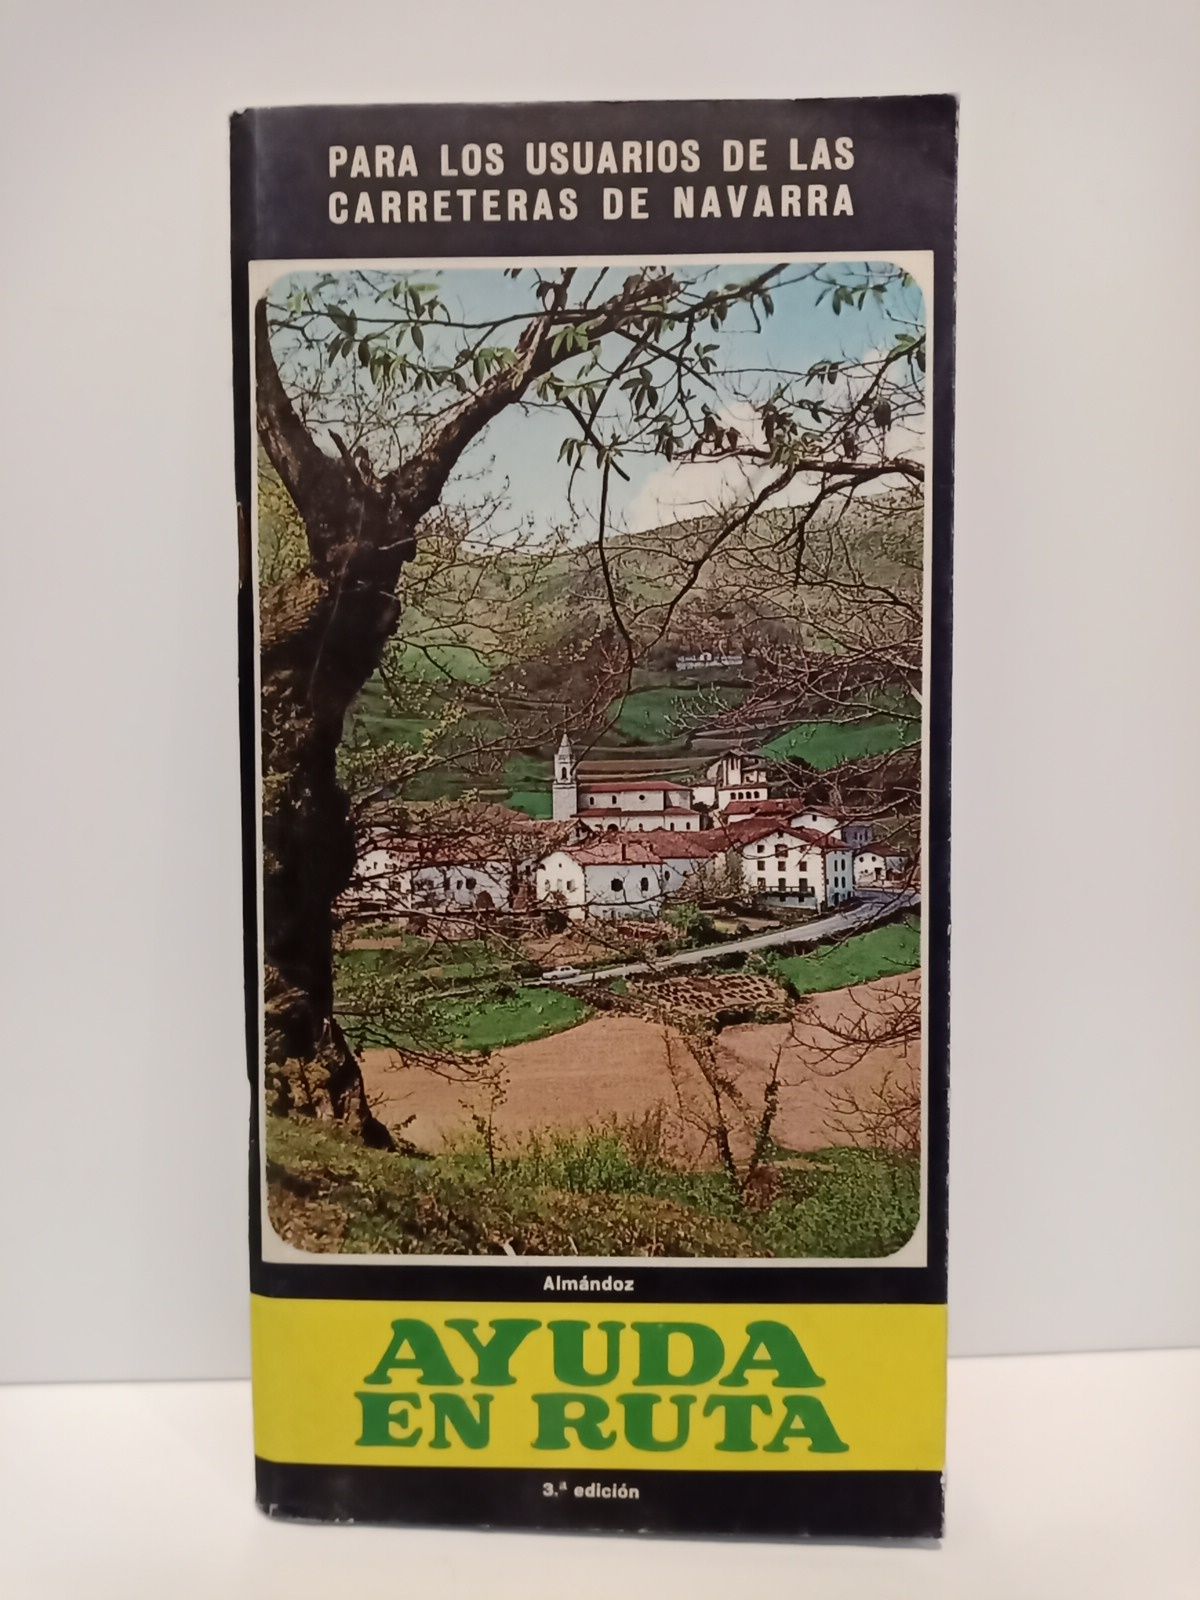 PARA LOS USUARIOS DE LAS
CARRETERAS DE NAVARRA
Almándoz
AYUDA
EN RUTA
3.ª edición